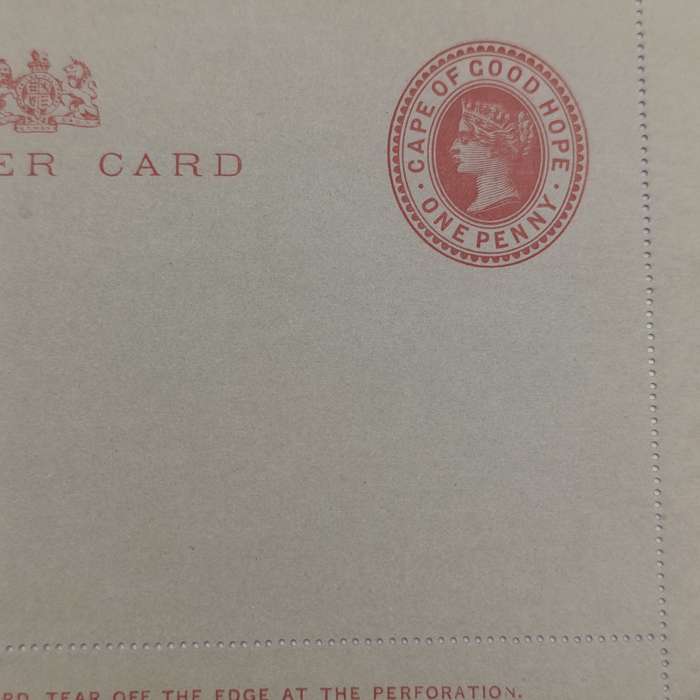 CAPE OF GOOD HOPE
ONE PENNY
ER CARD
RD, TEAR OFF THE EDGE AT THE PERFORATION.